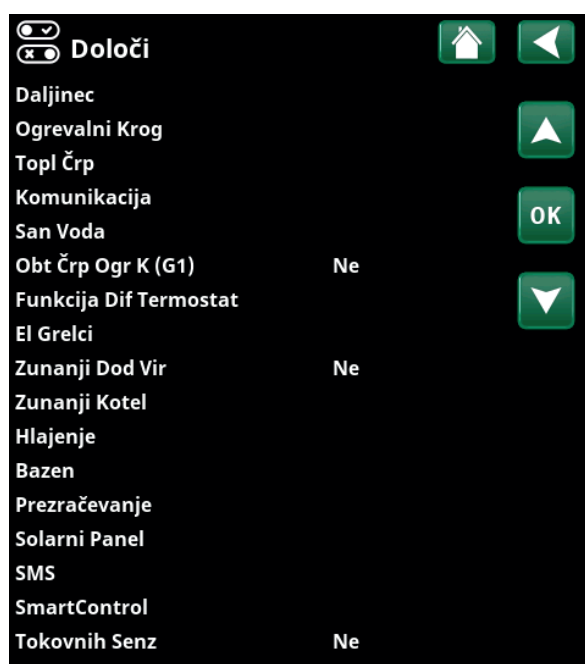 Določi
Daljinec
Ogrevalni Krog
Topl Črp
Komunikacija
OK
San Voda
Obt Črp Ogr K (G1) Ne
Funkcija Dif Termostat
El Grelci
Zunanji Dod Vir Ne
Zunanji Kotel
Hlajenje
Bazen
Prezračevanje
Solarni Panel
SMS
SmartControl
Tokovnih Senz Ne